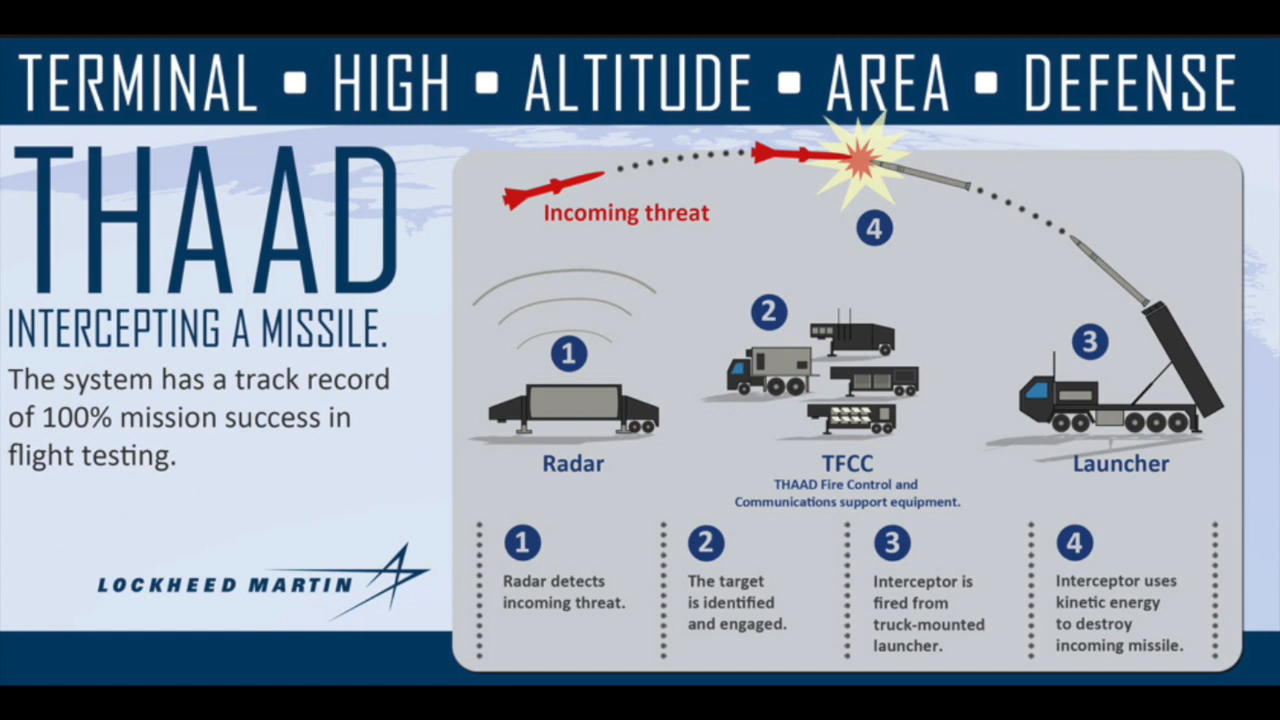 TERMINAL ▪ HIGH ▪ ALTITUDE ▪ AREA ▪ DEFENSE
THAAD
INTERCEPTING A MISSILE.
The system has a track record
of 100% mission success in
flight testing.
LOCKHEED MARTIN
Incoming threat
4
1
2
3
Radar
TFCC
THAAD Fire Control and
Communications support equipment.
Launcher
1
Radar detects
incoming threat.
2
The target
is identified
and engaged.
3
Interceptor is
fired from
truck-mounted
launcher.
4
Interceptor uses
kinetic energy
to destroy
incoming missile.